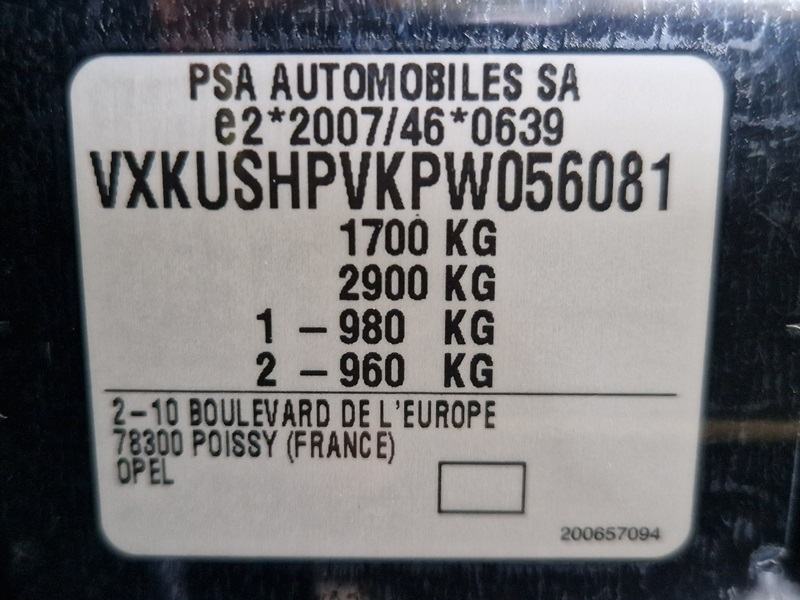 PSA AUTOMOBILES SA
e2*2007/46*0639
VXKUSHPVKPW056081
1700 KG
2900 KG
1 -980 KG
2 -960 KG
2-10 BOULEVARD DE L'EUROPE
78300 POISSY (FRANCE)
OPEL
200657094